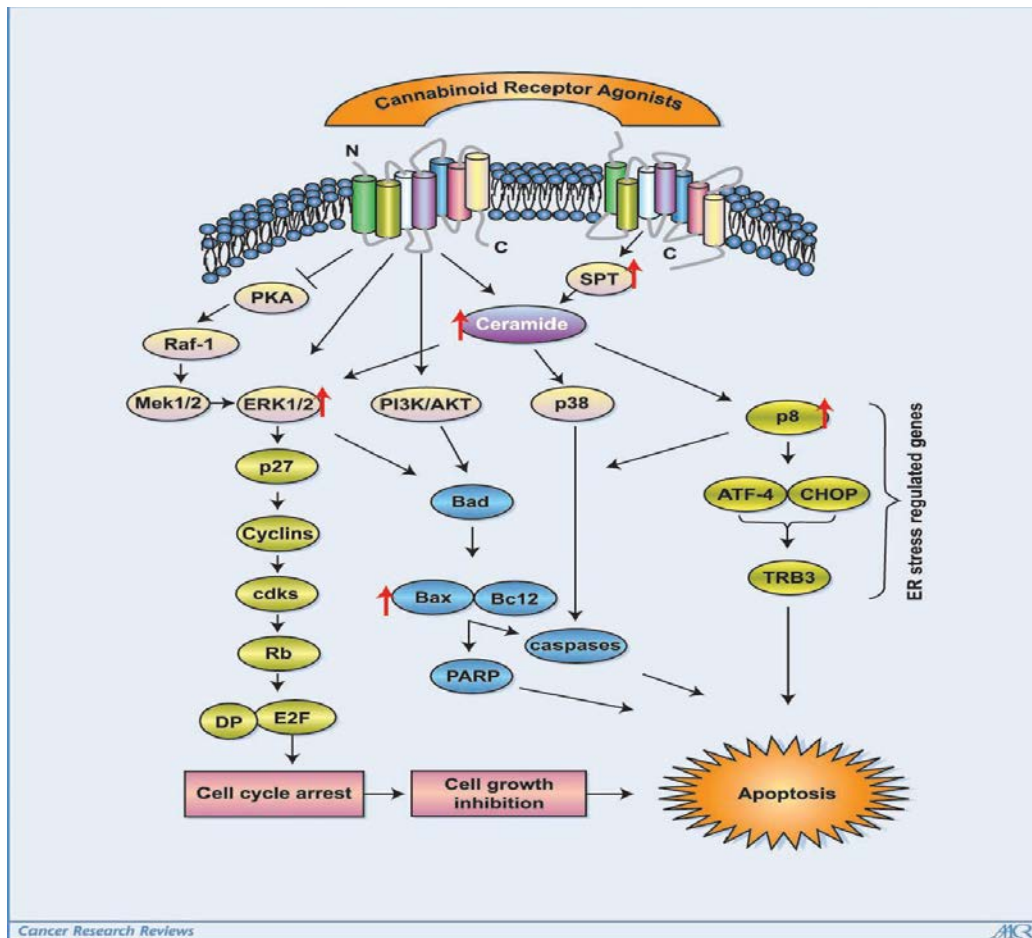 Cannabinoid Receptor Agonists
N
C
C
SPT
PKA
Ceramide
Raf-1
Mek1/2
ERK1/2
PI3K/AKT
p38
p8
p27
ATF-4
CHOP
Bad
Cyclins
TRB3
cdks
Bax
Bc12
Rb
caspases
PARP
DP
E2F
ER stress regulated genes
Cell cycle arrest
Cell growth
inhibition
Apoptosis
Cancer Research Reviews